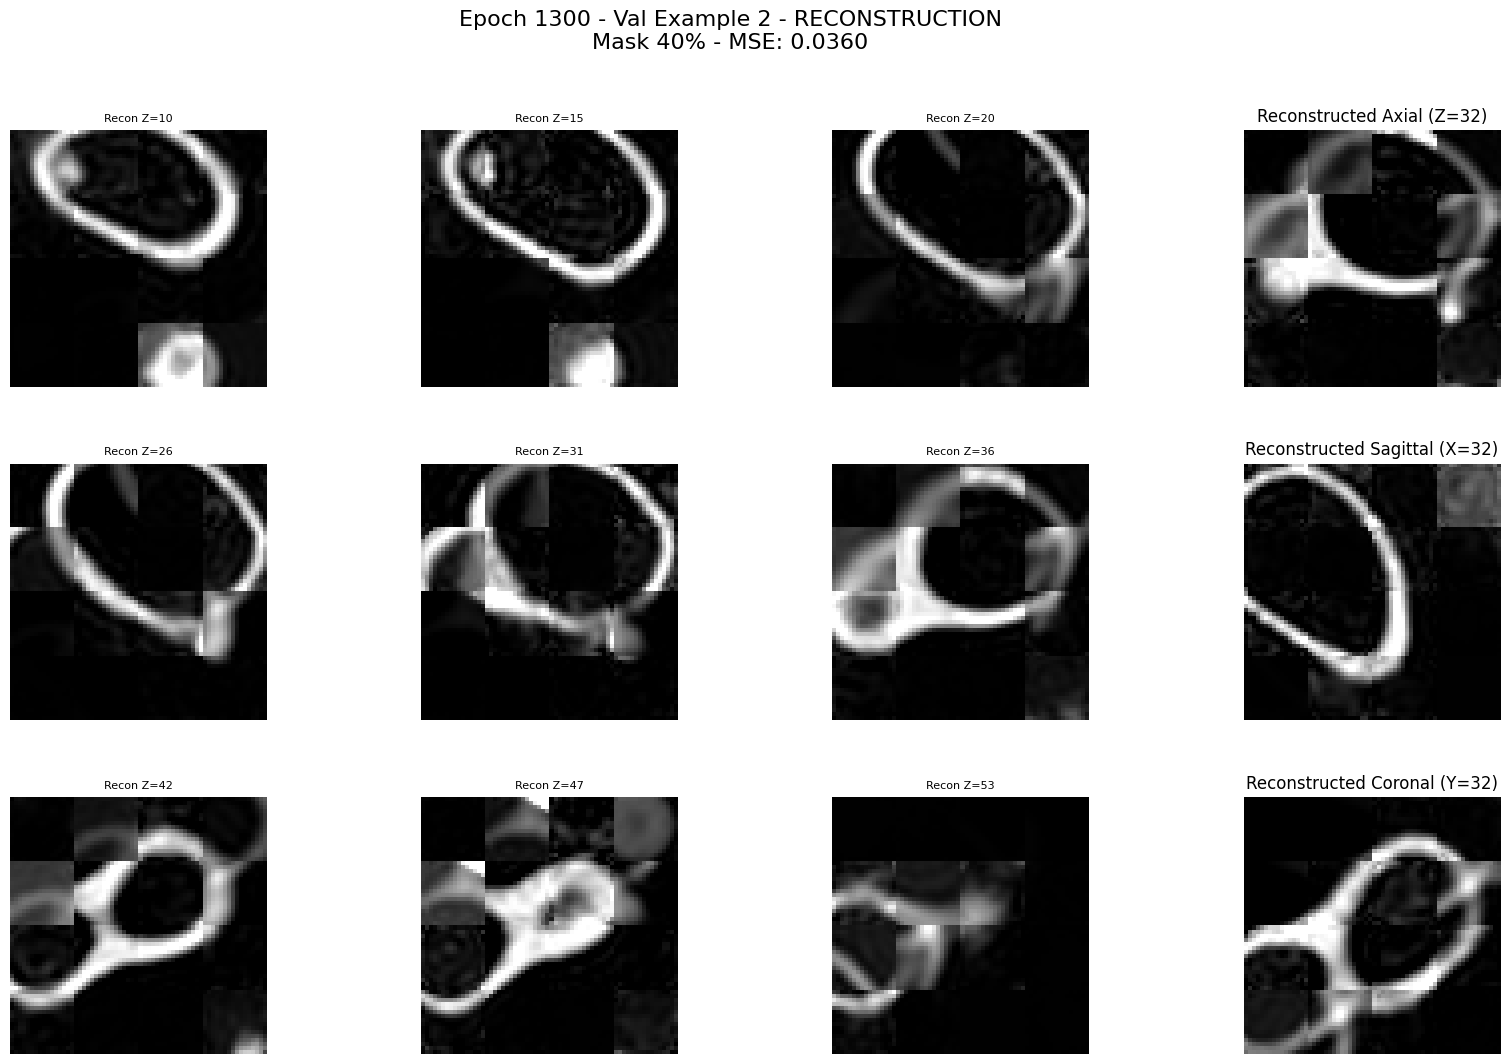 Epoch 1300 - Val Example 2 - RECONSTRUCTION
Mask 40% - MSE: 0.0360
Recon Z=10
Recon Z=15
Recon Z=20
Reconstructed Axial (Z=32)
Recon Z=26
Recon Z=31
Recon Z=36
Reconstructed Sagittal (X=32)
Recon Z=42
Recon Z=47
Recon Z=53
Reconstructed Coronal (Y=32)